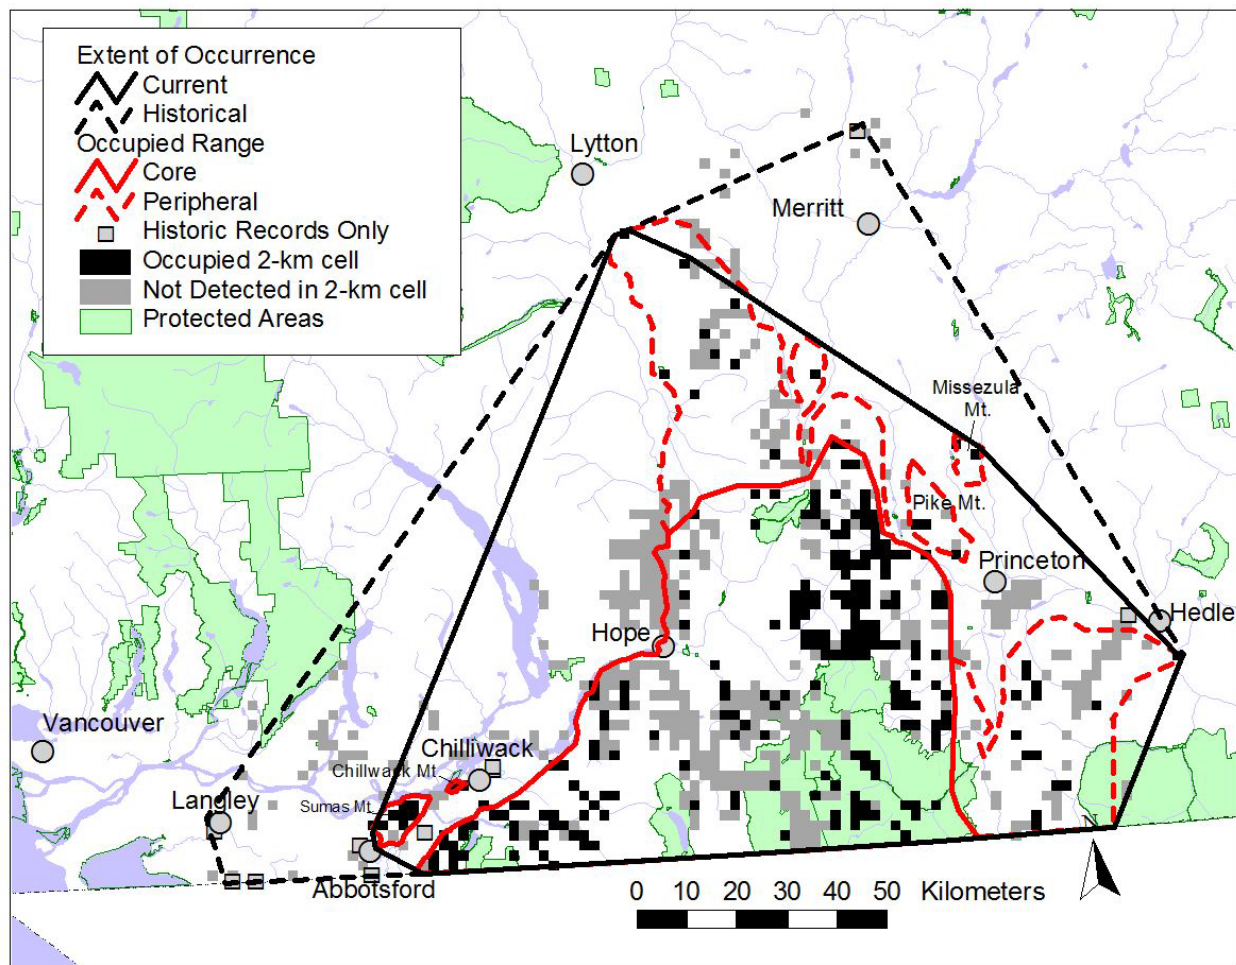 Extent of Occurrence
Current
Historical
Occupied Range
Core
Peripheral
Historic Records Only
Occupied 2-km cell
Not Detected in 2-km cell
Protected Areas
Lytton
Merritt
Missezula
Mt.
Pike Mt.
Princeton
Hedley
Hope
Vancouver
Chilliwack
Chillwack Mt.
Langley
Sumas Mt.
Abbotsford
N
0 10 20 30 40 50 Kilometers